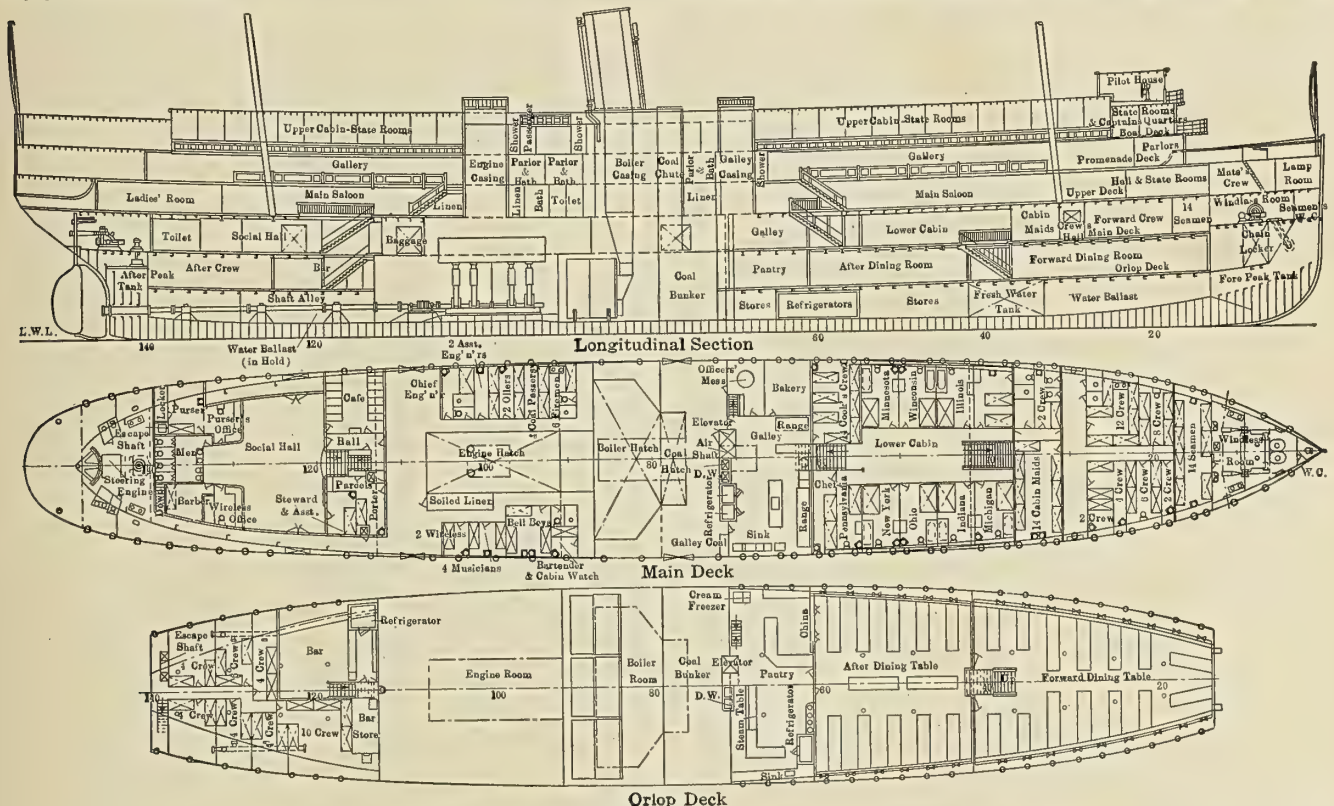 Pilot House
State Rooms
& Captains Quarters
Boat Deck
Upper Cabin-State Rooms
Shower
Passenger
Shower
Upper Cabin-State Rooms
Gallery
Engine
Casing
Parlor
& Bath
Parlor
& Bath
Boiler
Casing
Coal
Chute
Parlor
&
Bath
Galley
Casing
Shower
Gallery
Promenade Deck
Parlors
Ladies' Room
Main Saloon
Linen
Linen
Bath
Toilet
Linen
Main Saloon
Upper Deck
Hall & State Rooms
Mate's
Crew
Lamp
Room
Toilet
Social Hall
Baggage
Galley
Lower Cabin
Cabin
Maids
Crew's
Hall
Forward Crew
Main Deck
14
Seamen
Windlass Room
Seamen's
W.C.
Chain
Locker
After Peak
Tank
After Crew
Bar
Coal
Bunker
Pantry
After Dining Room
Forward Dining Room
Orlop Deck
Fore Peak Tank
Shaft Alley
Stores
Refrigerators
Stores
Fresh Water
Tank
Water Ballast
L.W.L.
140
Water Ballast
(in Hold)
120
2 Asst.
Eng'n'rs
Longitudinal Section
60
40
20
Locker
Purser
Purser's
Office
Escape
Shaft
Men
Social Hall
Steering
Engine
Barber
Wireless
Office
Steward
& Asst.
Cafe
Hall
120
Parcels
Porter
Chief
Eng'n'r
2 Oilers
Coal Passers
6 Firemen
Engine Hatch
100
Soiled Linen
2 Wireless
4 Musicians
Bell Boys
Bartender
& Cabin Watch
Boiler Hatch
80
Coal
Hatch
Officers'
Mess
Bakery
Elevator
Air
Shaft
D.W.
Galley
Range
Refrigerator
Range
Sink
Galley Coal
Chef
4 Cook's Crew
Minnesota
Wisconsin
Illinois
Lower Cabin
Pennsylvania
New York
Ohio
Indiana
Michigan
2 Crew
14 Cabin Maids
12 Crew
8 Crew
20
2 Crew
4 Crew
6 Crew
2 Crew
14 Seamen
Windlass
Room
W.C.
Main Deck
Escape
Shaft
4 Crew
4 Crew's
Bar
Refrigerator
140
120
4 Crew
4
4
10 Crew
Bar
Store
Engine Room
100
Boiler
Room
80
Coal
Bunker
Cream
Freezer
Elevator
D.W.
China
Pantry
Steam Table
Refrigerator
Sink
After Dining Table
60
Forward Dining Table
20
Orlop Deck